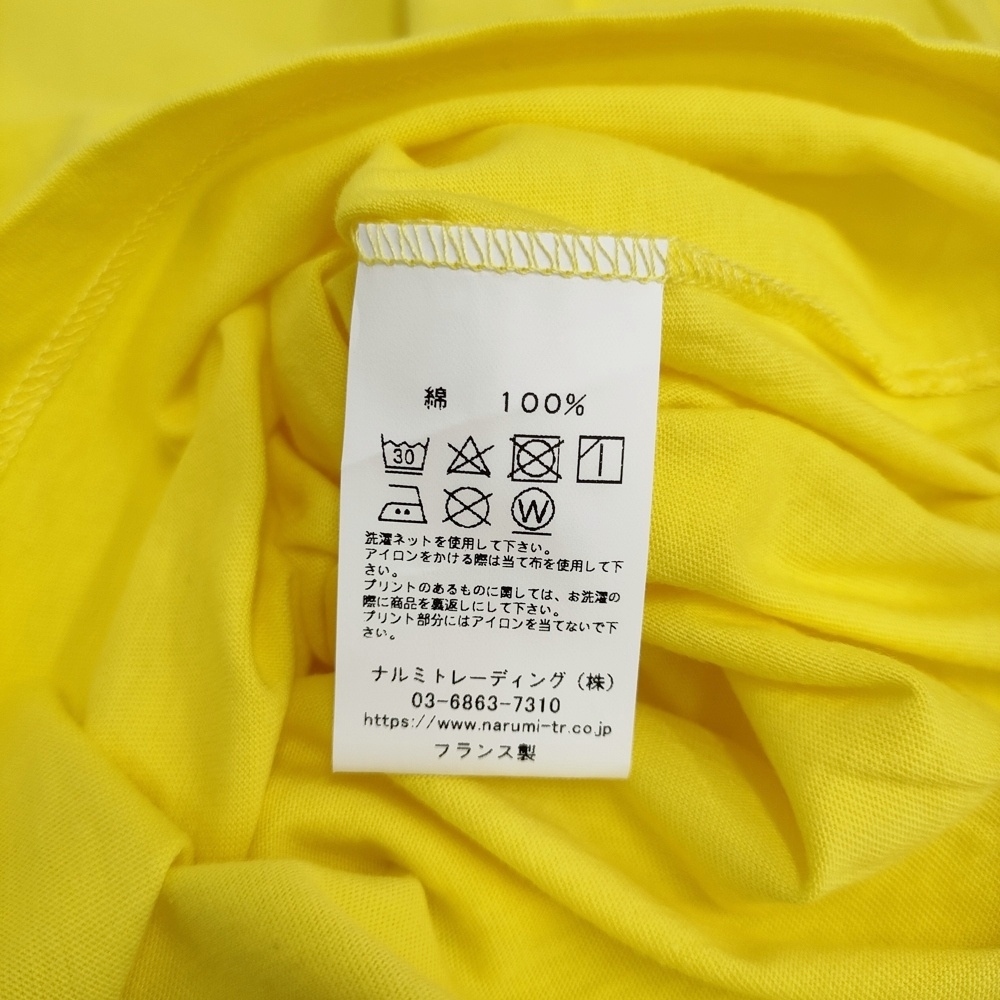 綿 100%
30
W
洗濯ネットを使用して下さい。
アイロンをかける際は当て布を使用して下
さい。
プリントのあるものに関しては、お洗濯の
際に商品を裏返しにして下さい。
プリント部分にはアイロンを当てないで下
さい。
ナルミトレーディング(株)
03-6863-7310
https://www.narumi-tr.co.jp
フランス製